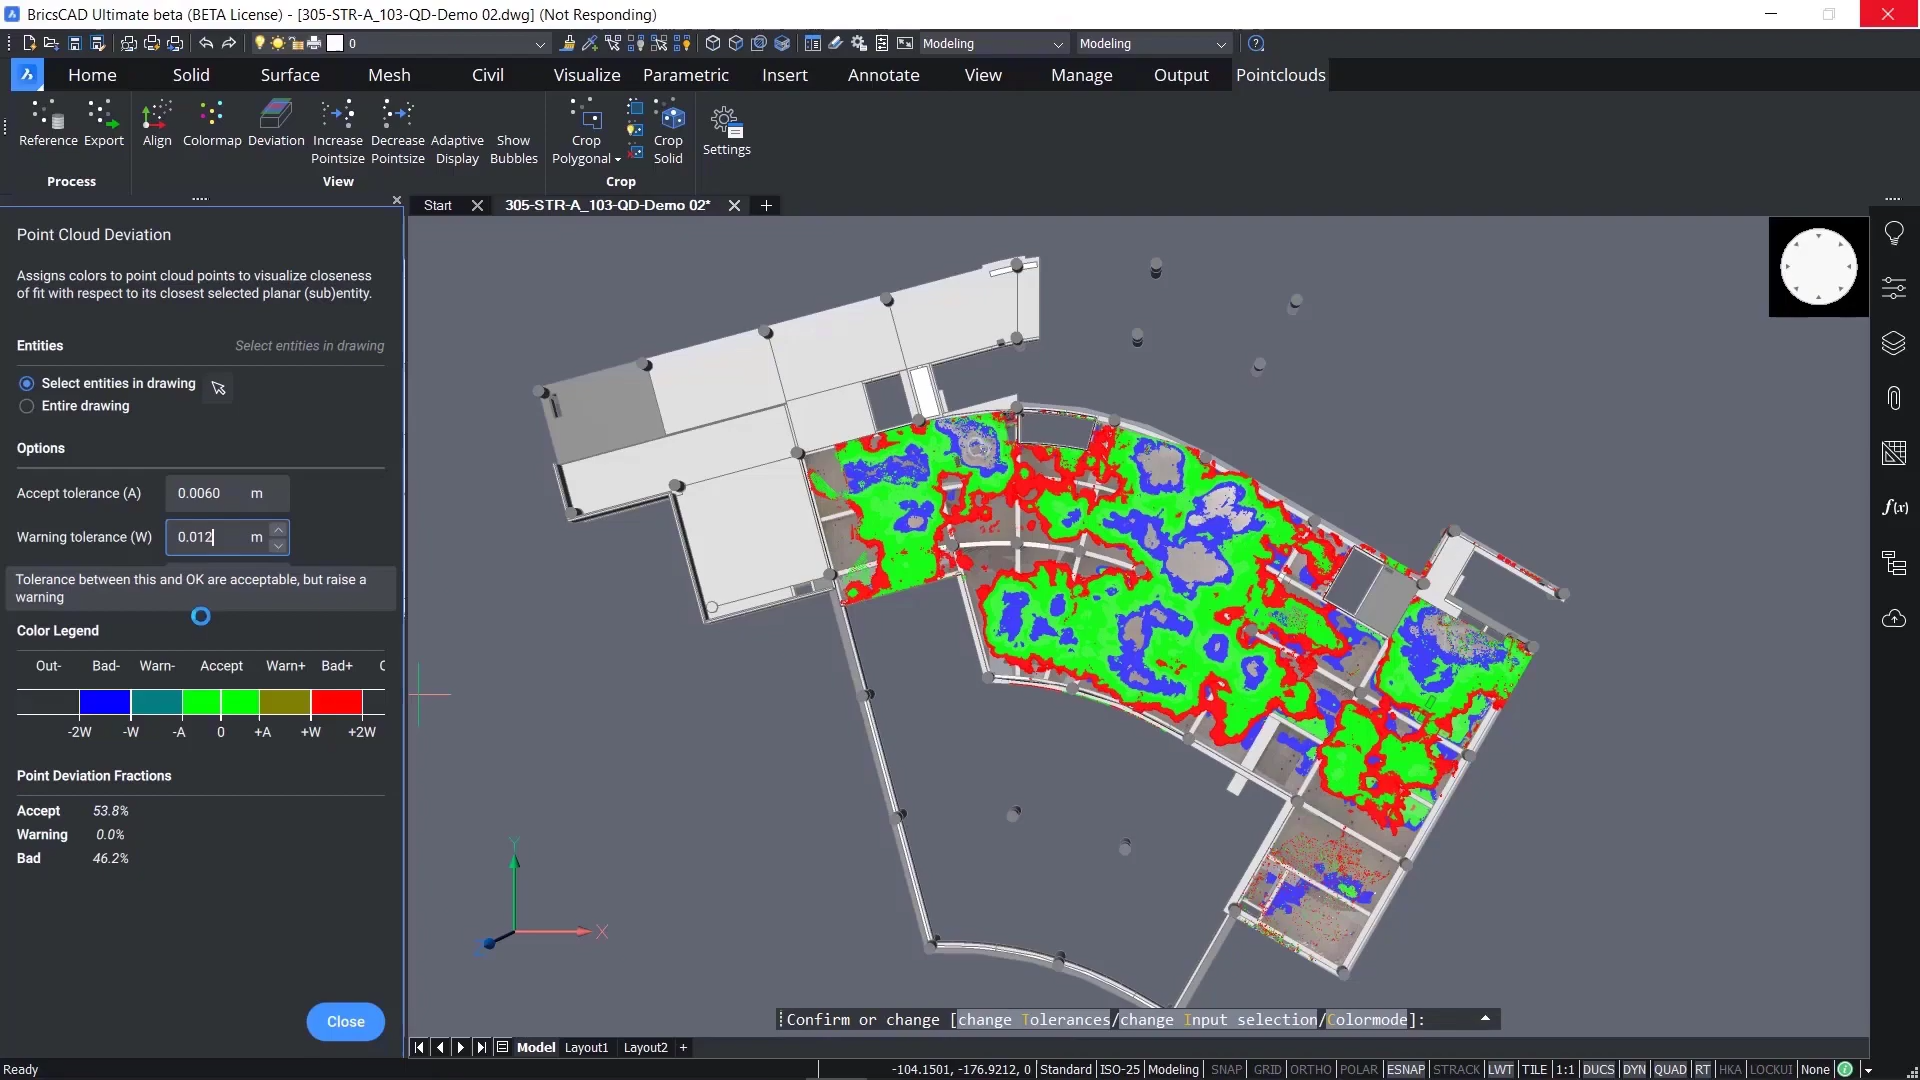 BricsCAD Ultimate beta (BETA License) - [305-STR-A_103-QD-Demo 02.dwg] (Not Responding)
0
Modeling
Modeling
Home
Solid
Surface
Mesh
Civil
Visualize
Parametric
Insert
Annotate
View
Manage
Output
Pointclouds
Reference
Export
Align
Colormap
Deviation
Increase Pointsize
Decrease Pointsize
Adaptive Display
Show Bubbles
Crop Polygonal
Crop Solid
Settings
Process
View
Crop
Start
305-STR-A_103-QD-Demo 02*
Point Cloud Deviation
Assigns colors to point cloud points to visualize closeness
of fit with respect to its closest selected planar (sub)entity.
Entities
Select entities in drawing
Select entities in drawing
Entire drawing
Options
Accept tolerance (A) 0.0060 m
Warning tolerance (W) 0.012 m
Tolerance between this and OK are acceptable, but raise a
warning
Color Legend
Out- Bad- Warn- Accept Warn+ Bad+
-2W -W -A 0 +A +W +2W
Point Deviation Fractions
Accept 53.8%
Warning 0.0%
Bad 46.2%
Close
Y
X
Confirm or change [change Tolerances/change Input selection/Colormode]:
Model Layout1 Layout2 +
Ready
-104.1501, -176.9212, 0 Standard ISO-25 Modeling SNAP GRID ORTHO POLAR ESNAP STRACK LWT TILE 1:1 DUCS DYN QUAD RT HKA LOCKUI None
f(x)